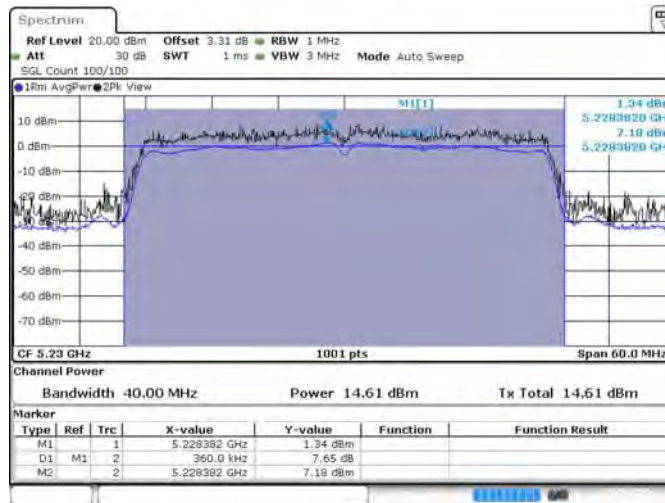 Spectrum
Ref Level 20.00 dBm Offset 3.31 dB RBW 1 MHz
Att 30 dB SWT 1 ms VBW 3 MHz Mode Auto Sweep
SGL Count 100/100
1Rm AvgPwr 2Pk View
M1[1] 1.34 dBm
5.2283820 GH
7.18 dBm
5.2283820 GH
10 dBm
0 dBm
-10 dBm
-20 dBm
-30 dBm
-40 dBm
-50 dBm
-60 dBm
-70 dBm
CF 5.23 GHz 1001 pts Span 60.0 MHz
Channel Power
Bandwidth 40.00 MHz Power 14.61 dBm Tx Total 14.61 dBm
Marker
Type Ref Trc X-value Y-value Function Function Result
M1 1 5.228382 GHz 1.34 dBm
D1 M1 2 360.0 kHz 7.65 dB
M2 2 5.228382 GHz 7.18 dBm